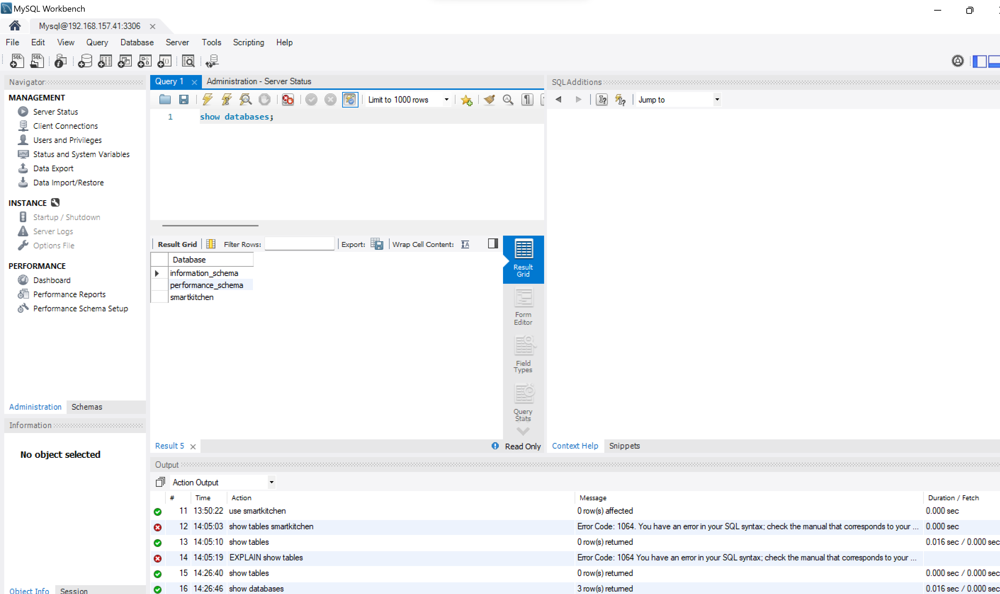 MySQL Workbench
Mysql@192.168.157.41:3306
File Edit View Query Database Server Tools Scripting Help
Navigator
MANAGEMENT
Server Status
Client Connections
Users and Privileges
Status and System Variables
Data Export
Data Import/Restore
INSTANCE
Startup / Shutdown
Server Logs
Options File
PERFORMANCE
Dashboard
Performance Reports
Performance Schema Setup
Administration Schemas
Information
No object selected
Object Info Session
Query 1 Administration - Server Status
Limit to 1000 rows
1 show databases;
Result Grid Filter Rows: Export: Wrap Cell Content:
Database
information_schema
performance_schema
smartkitchen
Result
Grid
Form
Editor
Field
Types
Query
Stats
Result 5 Read Only
SQLAdditions
Jump to
Context Help Snippets
Output
Action Output
# Time Action Message Duration / Fetch
11 13:50:22 use smartkitchen 0 row(s) affected 0.000 sec
12 14:05:03 show tables smartkitchen Error Code: 1064. You have an error in your SQL syntax; check the manual that corresponds to your ... 0.000 sec
13 14:05:10 show tables 0 row(s) returned 0.016 sec / 0.000 sec
14 14:05:19 EXPLAIN show tables Error Code: 1064 You have an error in your SQL syntax; check the manual that corresponds to your ...
15 14:26:40 show tables 0 row(s) returned 0.000 sec / 0.000 sec
16 14:26:46 show databases 3 row(s) returned 0.016 sec / 0.000 sec